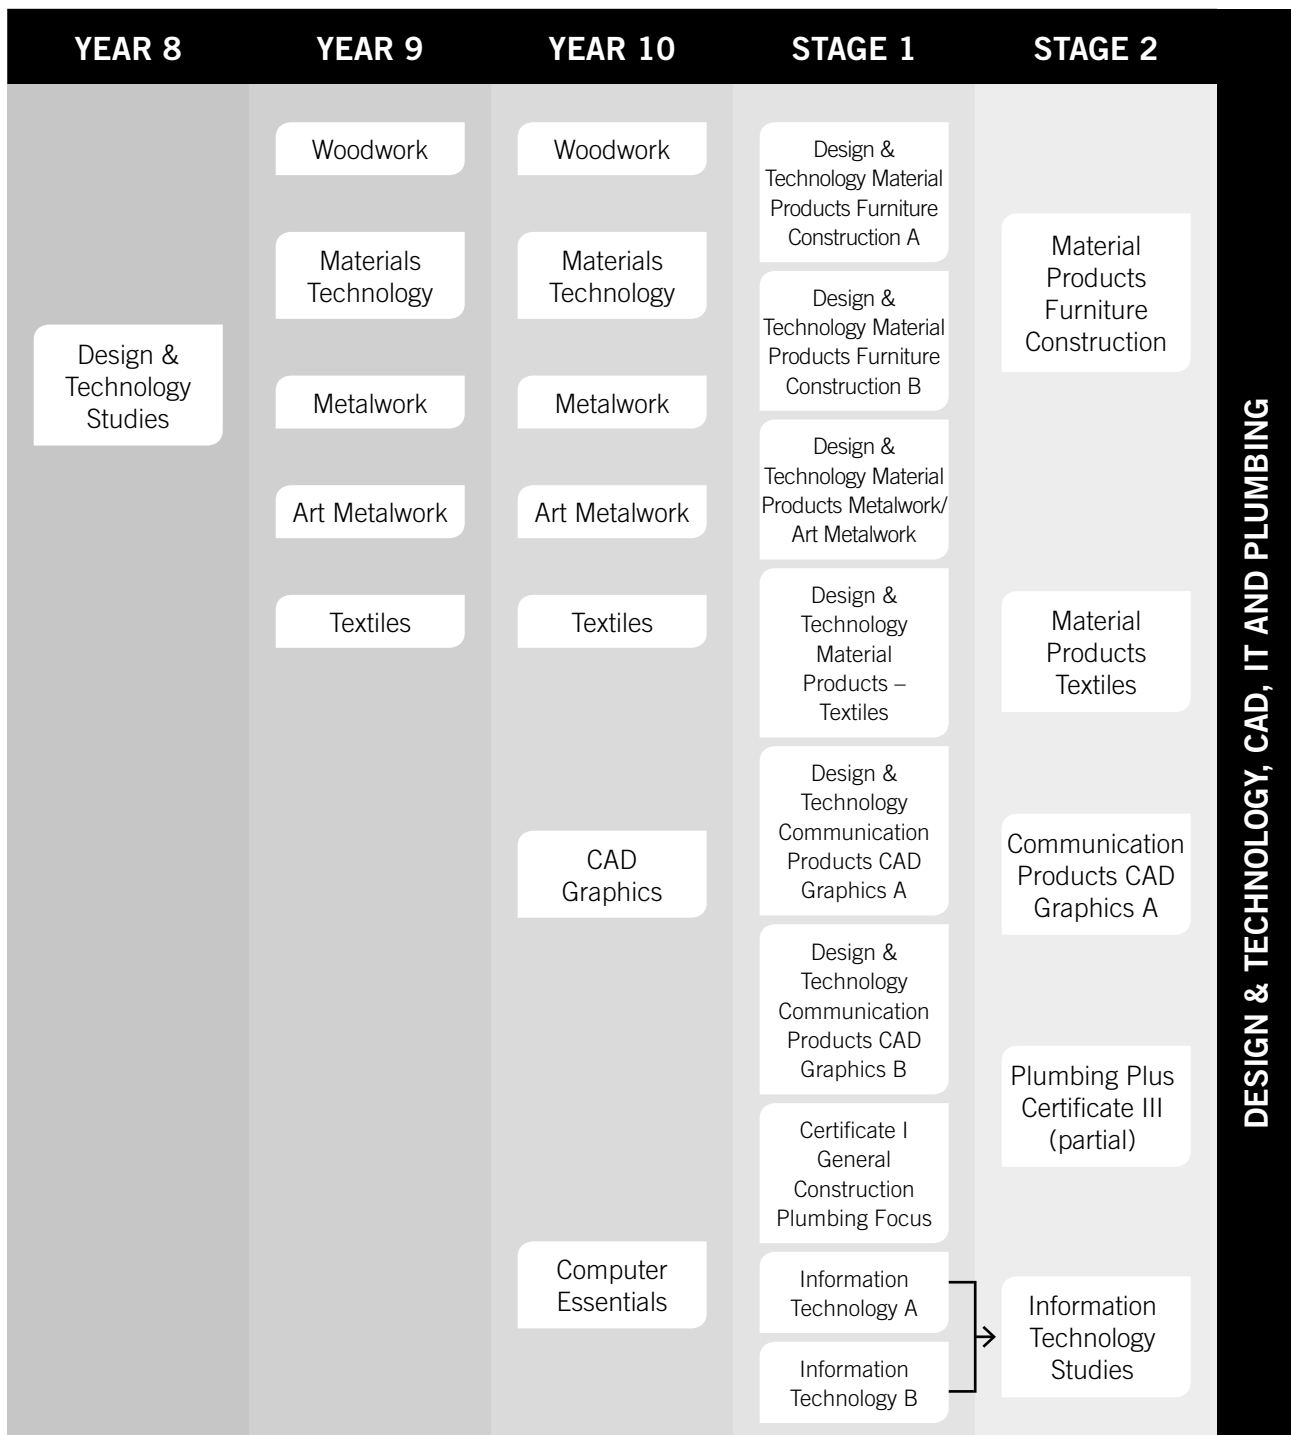 YEAR 8
YEAR 9
YEAR 10
STAGE 1
STAGE 2
Design &
Technology
Studies
Woodwork
Materials
Technology
Metalwork
Art Metalwork
Textiles
Woodwork
Materials
Technology
Metalwork
Art Metalwork
Textiles
CAD
Graphics
Computer
Essentials
Design &
Technology Material
Products Furniture
Construction A
Design &
Technology Material
Products Furniture
Construction B
Design &
Technology Material
Products Metalwork/
Art Metalwork
Design &
Technology
Material
Products –
Textiles
Design &
Technology
Communication
Products CAD
Graphics A
Design &
Technology
Communication
Products CAD
Graphics B
Certificate I
General
Construction
Plumbing Focus
Information
Technology A
Information
Technology B
Material
Products
Furniture
Construction
Material
Products
Textiles
Communication
Products CAD
Graphics A
Plumbing Plus
Certificate III
(partial)
Information
Technology
Studies
DESIGN & TECHNOLOGY, CAD, IT AND PLUMBING